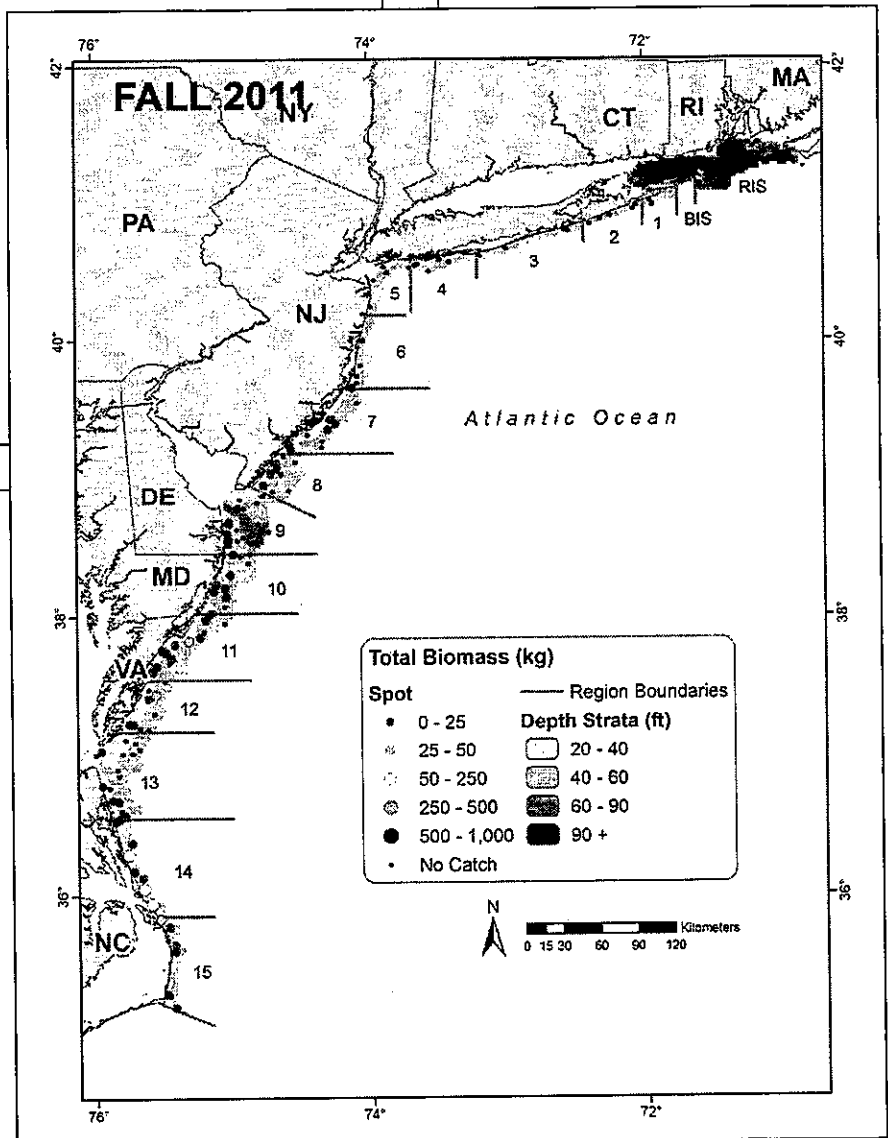 76°
74°
72°
42°
42°
FALL 2011
NY
MA
RI
CT
RIS
BIS
PA
1
2
3
4
5
NJ
40°
40°
6
7
Atlantic Ocean
8
DE
9
MD
10
38°
38°
11
VA
12
13
14
36°
36°
NC
15
Total Biomass (kg)
Spot
Region Boundaries
0 - 25
Depth Strata (ft)
25 - 50
20 - 40
50 - 250
40 - 60
250 - 500
60 - 90
500 - 1,000
90 +
No Catch
N
Kilometers
0 15 30 60 90 120
76°
74°
72°